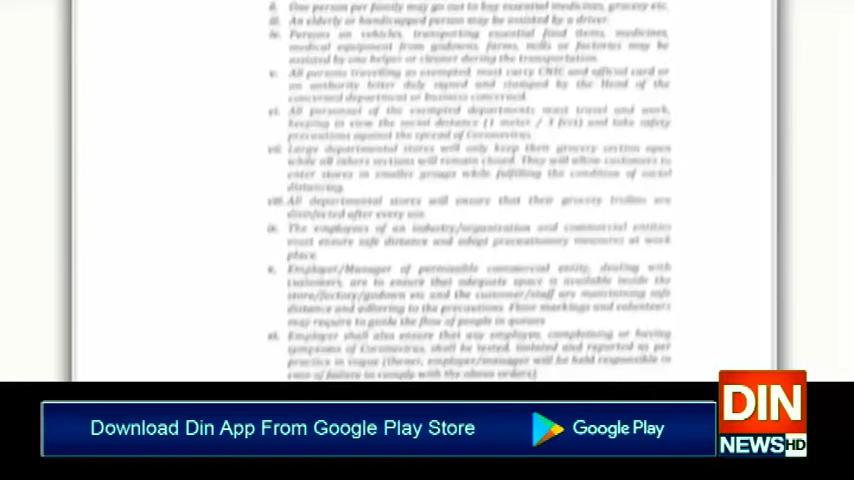 ii. One person per family may go out to buy essential medicines, grocery etc.
iii. An elderly or handicapped person may be assisted by a driver.
iv. Persons on vehicles, transporting essential food items, medicines,
medical equipment from godowns, farms, mills or factories may be
assisted by one helper or cleaner during the transportation.
v. All persons travelling as exempted, must carry CNIC and official card or
an authority letter duly signed and stamped by the Head of the
concerned department or business concerned.
vi. All personnel of the exempted departments must travel and work,
keeping in view the social distance (1 meter / 3 feet) and take safety
precautions against the spread of Coronavirus.
vii. Large departmental stores will only keep their grocery section open
while all others sections will remain closed. They will allow customers to
enter stores in smaller groups while fulfilling the condition of social
distancing.
viii. All departmental stores will ensure that their grocery trollies are
disinfected after every use.
ix. The employees of an industry/organization and commercial entities
must ensure safe distance and adopt precautionary measures at work
place.
x. Employer/Manager of permissible commercial entity, dealing with
customers, are to ensure that adequate space is available inside the
store/factory/godown etc and the customer/staff are maintaining safe
distance and adhering to the precautions. Floor markings and volunteers
may require to guide the flow of people in queues
xi. Employer shall also ensure that any employee, complaining or having
symptoms of Coronavirus, shall be tested, isolated and reported as per
practice in vogue (Owner, employer/manager will be held responsible in
case of failure to comply with the above orders)
Download Din App From Google Play Store
Google Play
DIN
NEWS HD